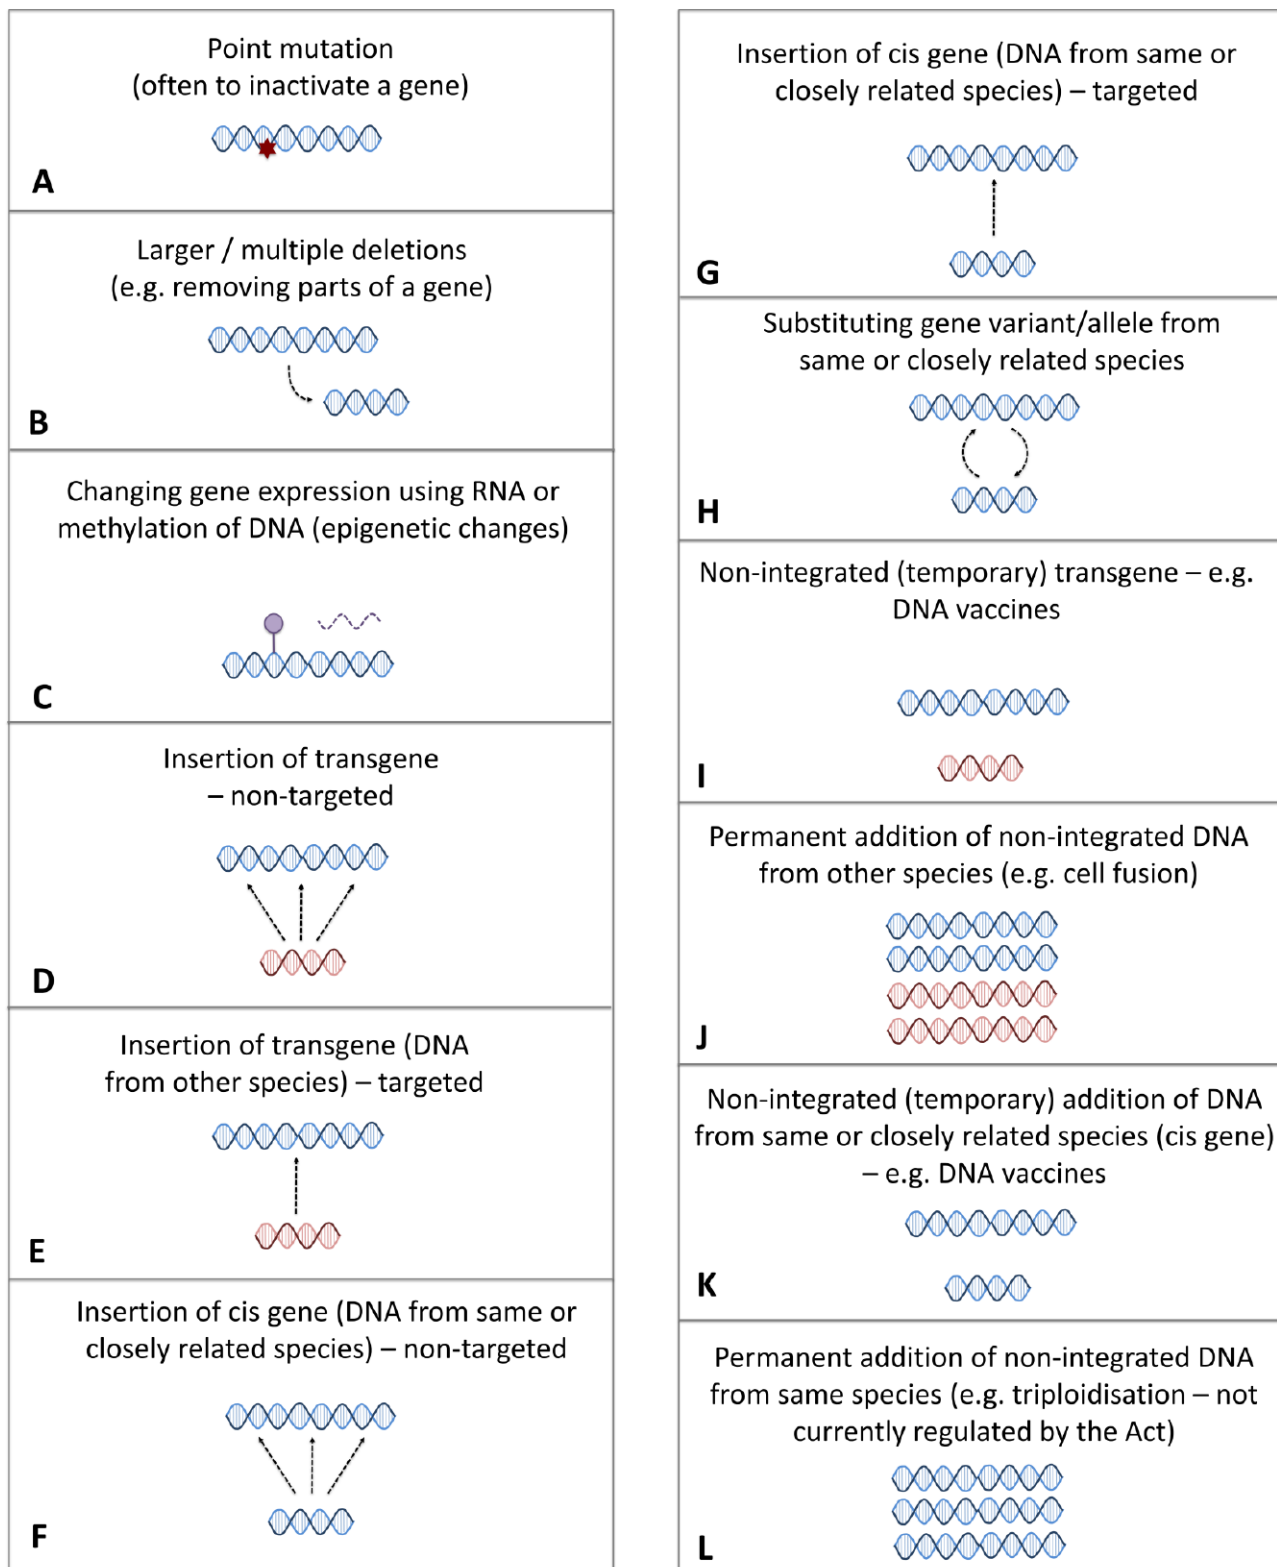 Point mutation
(often to inactivate a gene)
A
Larger / multiple deletions
(e.g. removing parts of a gene)
B
Changing gene expression using RNA or
methylation of DNA (epigenetic changes)
C
Insertion of transgene
– non-targeted
D
Insertion of transgene (DNA
from other species) – targeted
E
Insertion of cis gene (DNA from same or
closely related species) – non-targeted
F
Insertion of cis gene (DNA from same or
closely related species) – targeted
G
Substituting gene variant/allele from
same or closely related species
H
Non-integrated (temporary) transgene – e.g.
DNA vaccines
I
Permanent addition of non-integrated DNA
from other species (e.g. cell fusion)
J
Non-integrated (temporary) addition of DNA
from same or closely related species (cis gene)
– e.g. DNA vaccines
K
Permanent addition of non-integrated DNA
from same species (e.g. triploidisation – not
currently regulated by the Act)
L